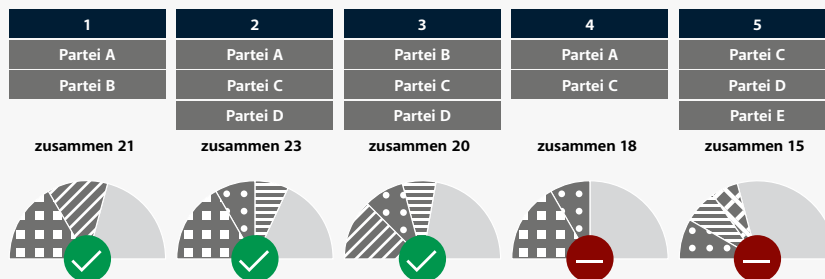 1
Partei A
Partei B
zusammen 21
2
Partei A
Partei C
Partei D
zusammen 23
3
Partei B
Partei C
Partei D
zusammen 20
4
Partei A
Partei C
zusammen 18
5
Partei C
Partei D
Partei E
zusammen 15